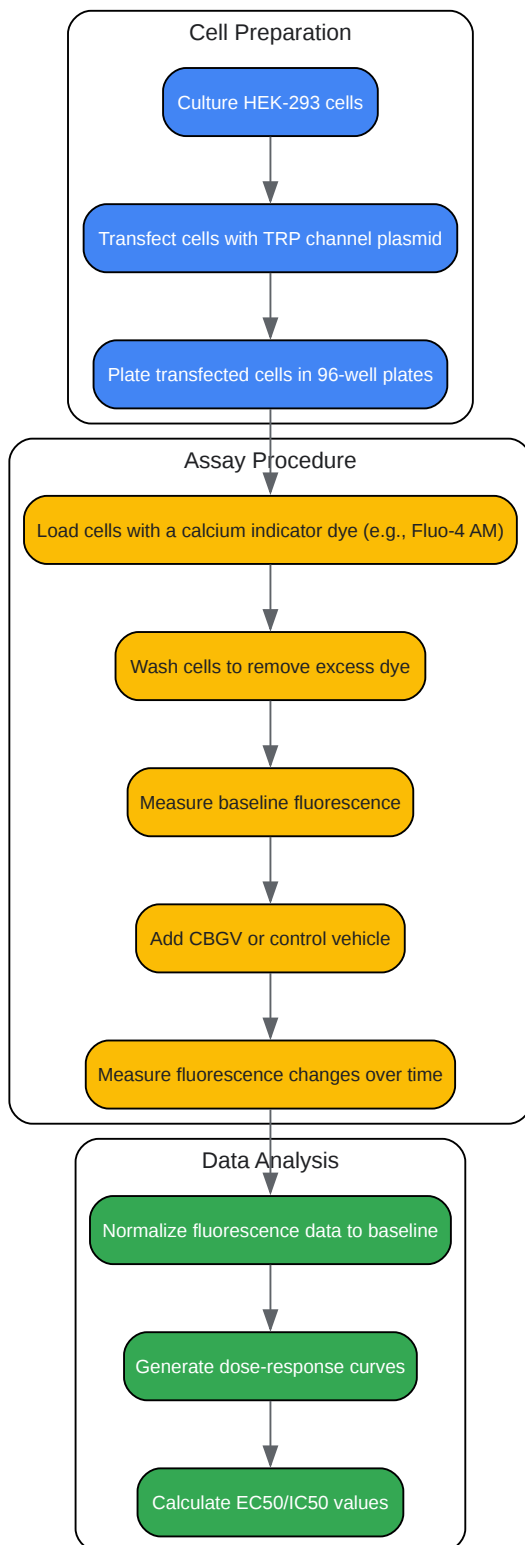 Cell Preparation
Culture HEK-293 cells
Transfect cells with TRP channel plasmid
Plate transfected cells in 96-well plates
Assay Procedure
Load cells with a calcium indicator dye (e.g., Fluo-4 AM)
Wash cells to remove excess dye
Measure baseline fluorescence
Add CBGV or control vehicle
Measure fluorescence changes over time
Data Analysis
Normalize fluorescence data to baseline
Generate dose-response curves
Calculate EC50/IC50 values